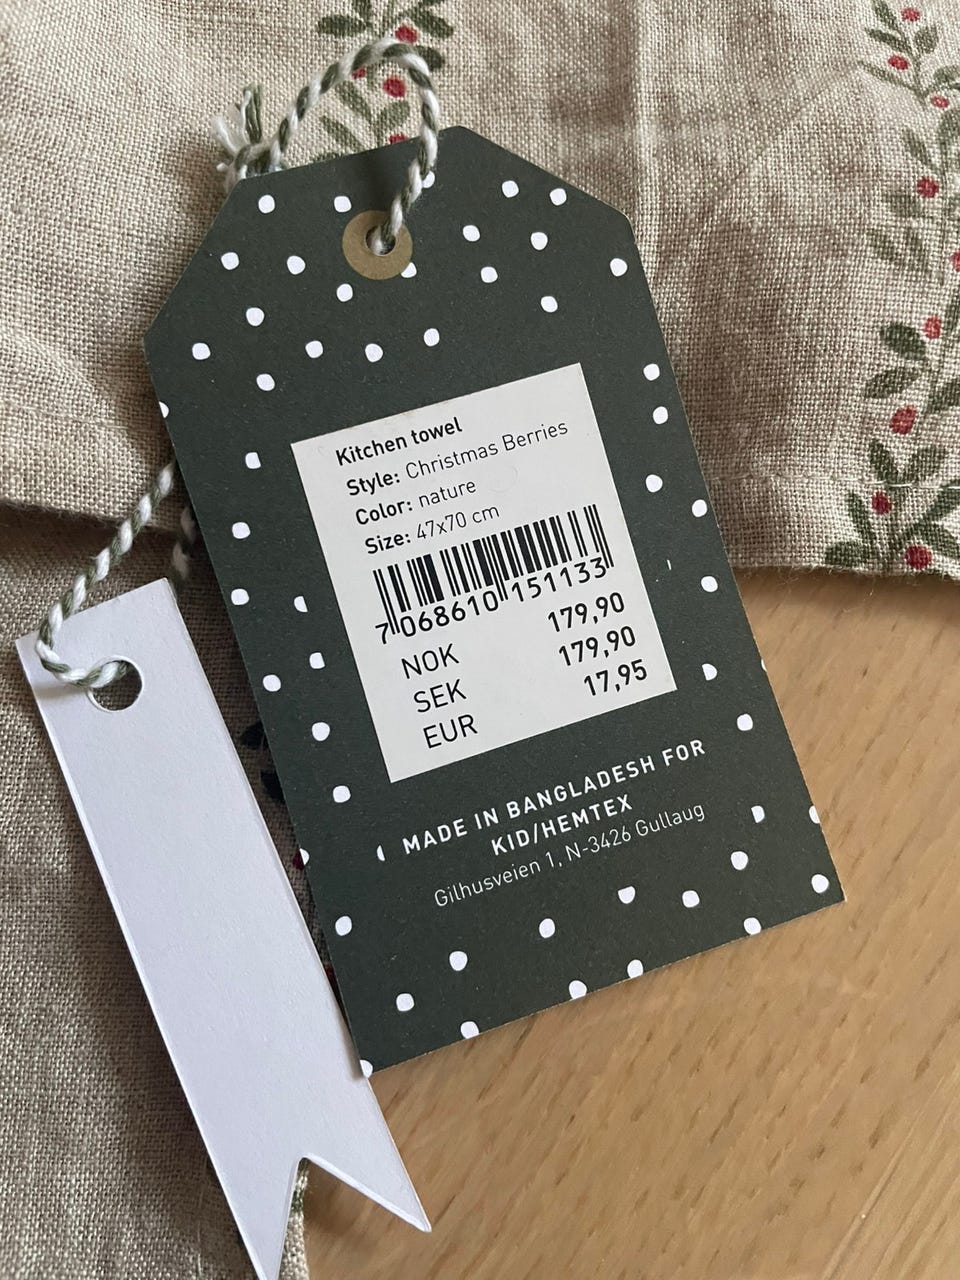 Kitchen towel
Style: Christmas Berries
Color: nature
Size: 47x70 cm
7 068610 151133
NOK 179,90
SEK 179,90
EUR 17,95
MADE IN BANGLADESH FOR
KID/HEMTEX
Gilhusveien 1, N-3426 Gullaug